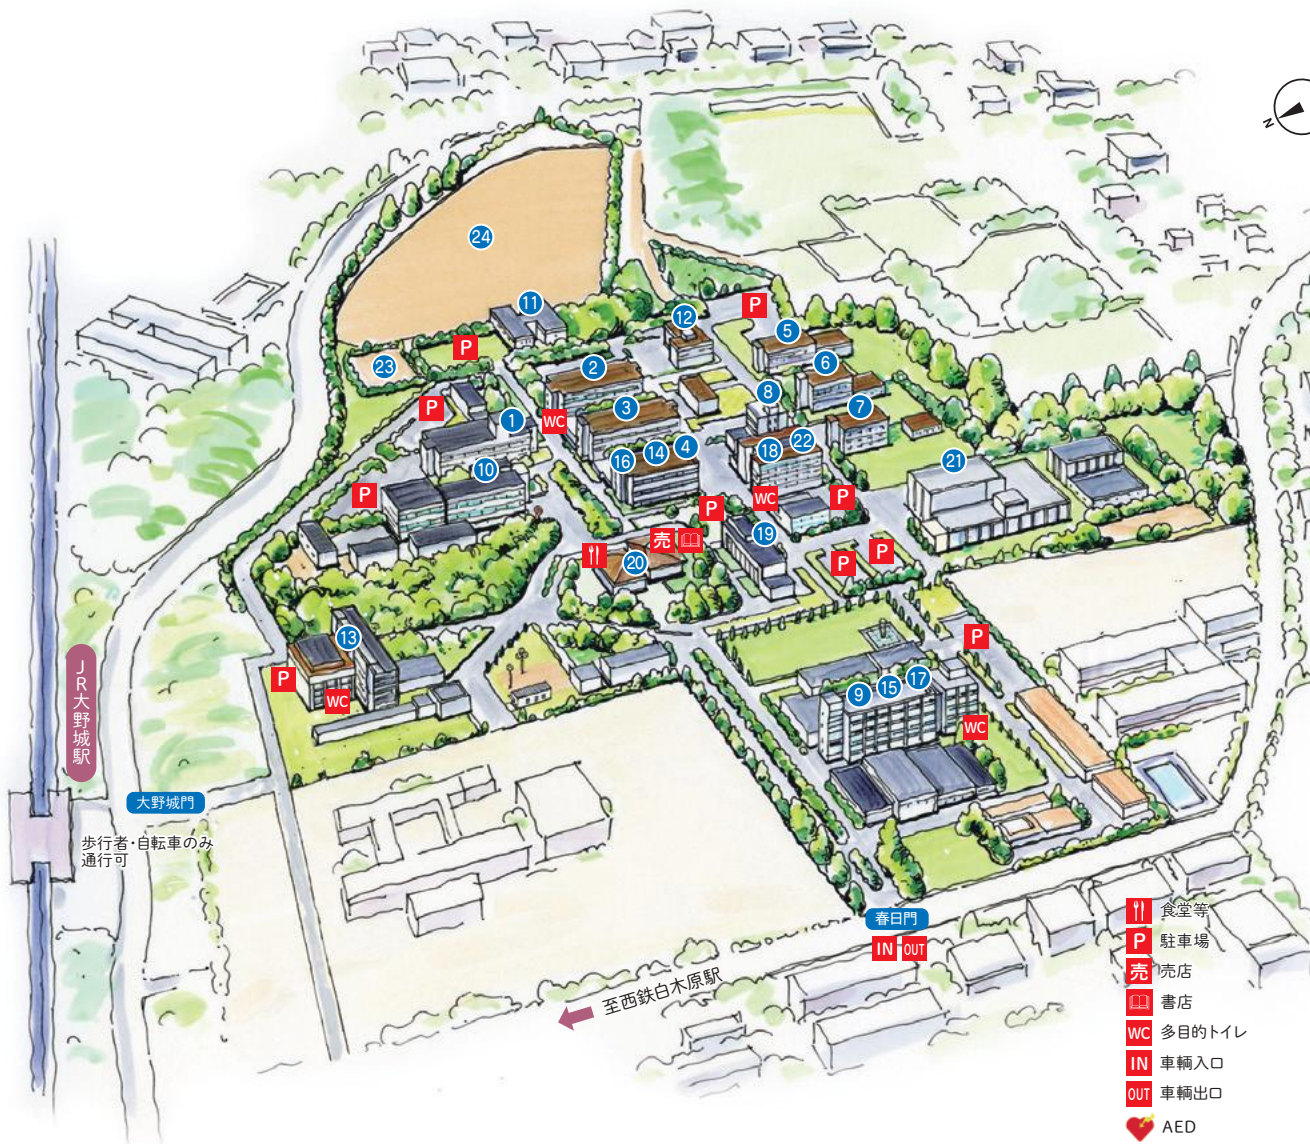 N
24
11
12
P
5
P
23
2
6
P
8
3
7
1
WC
4
22
14
18
16
21
10
P
WC
P
P
19
売
P
20
P
13
P
P
17
15
9
WC
WC
JR大野城駅
大野城門
歩行者・自転車のみ
通行可
春日門
IN OUT
至西鉄白木原駅
食堂等
P 駐車場
売 売店
書店
WC 多目的トイレ
IN 車輌入口
OUT 車輌出口
AED